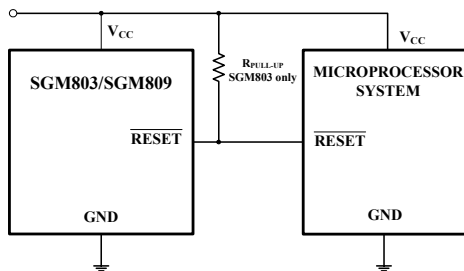 VCC
VCC
SGM803/SGM809
RPULL-UP
SGM803 only
MICROPROCESSOR
SYSTEM
RESET
RESET
GND
GND